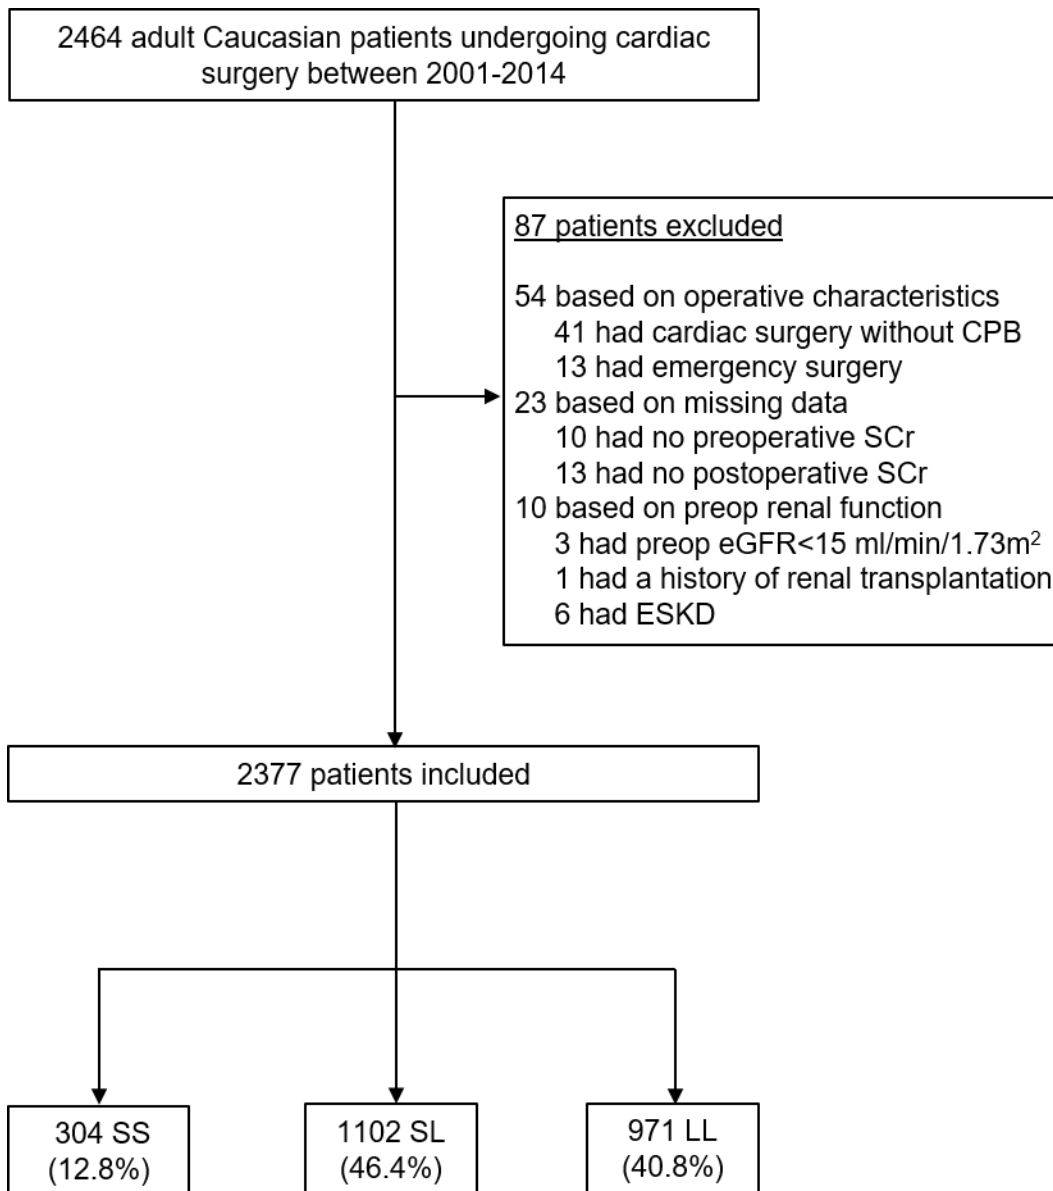 2464 adult Caucasian patients undergoing cardiac
surgery between 2001-2014
87 patients excluded
54 based on operative characteristics
41 had cardiac surgery without CPB
13 had emergency surgery
23 based on missing data
10 had no preoperative SCr
13 had no postoperative SCr
10 based on preop renal function
3 had preop eGFR<15 ml/min/1.73m²
1 had a history of renal transplantation
6 had ESKD
2377 patients included
304 SS
(12.8%)
1102 SL
(46.4%)
971 LL
(40.8%)